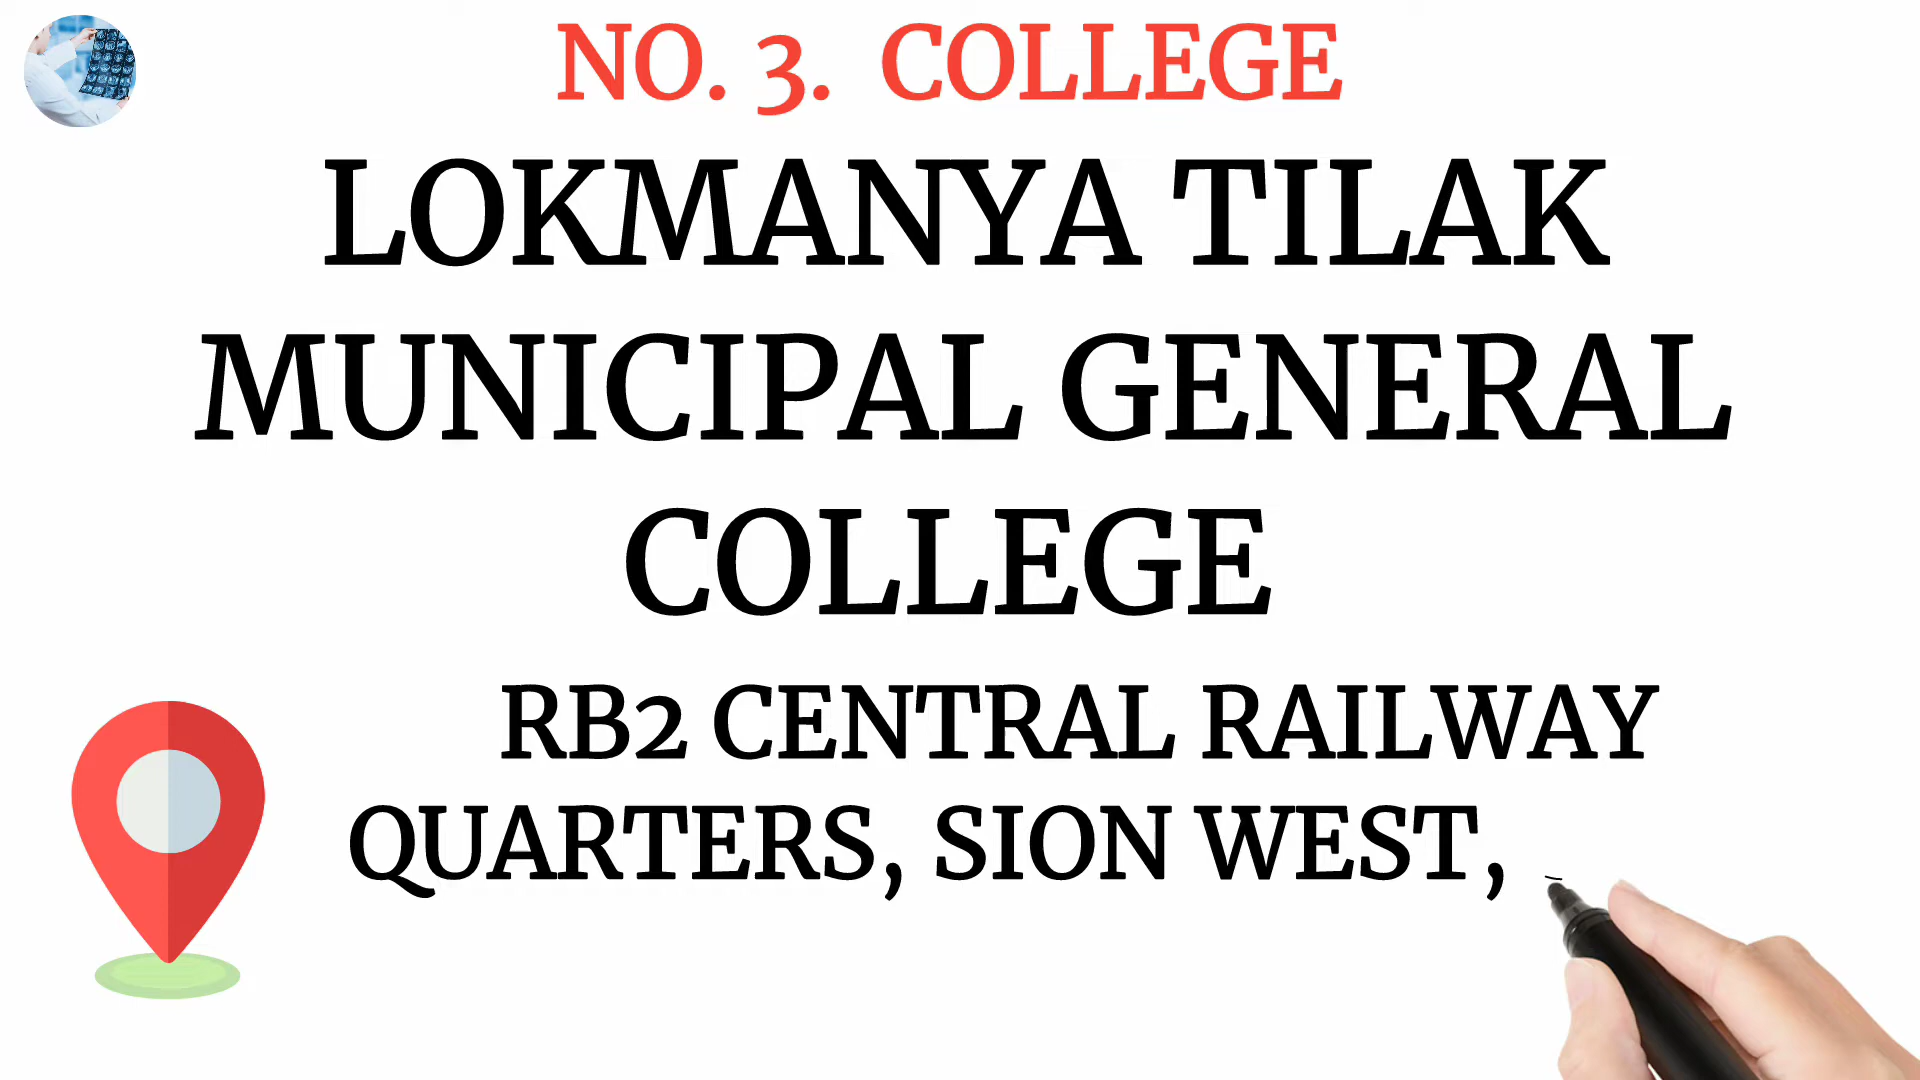 NO. 3. COLLEGE
LOKMANYA TILAK
MUNICIPAL GENERAL
COLLEGE
RB2 CENTRAL RAILWAY
QUARTERS, SION WEST,